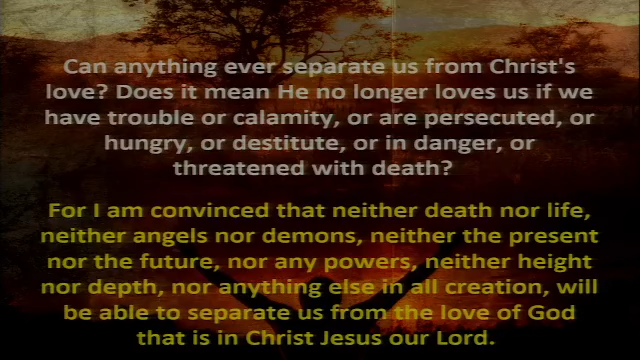 Can anything ever separate us from Christ's
love? Does it mean He no longer loves us if we
have trouble or calamity, or are persecuted, or
hungry, or destitute, or in danger, or
threatened with death?
For I am convinced that neither death nor life,
neither angels nor demons, neither the present
nor the future, nor any powers, neither height
nor depth, nor anything else in all creation, will
be able to separate us from the love of God
that is in Christ Jesus our Lord.